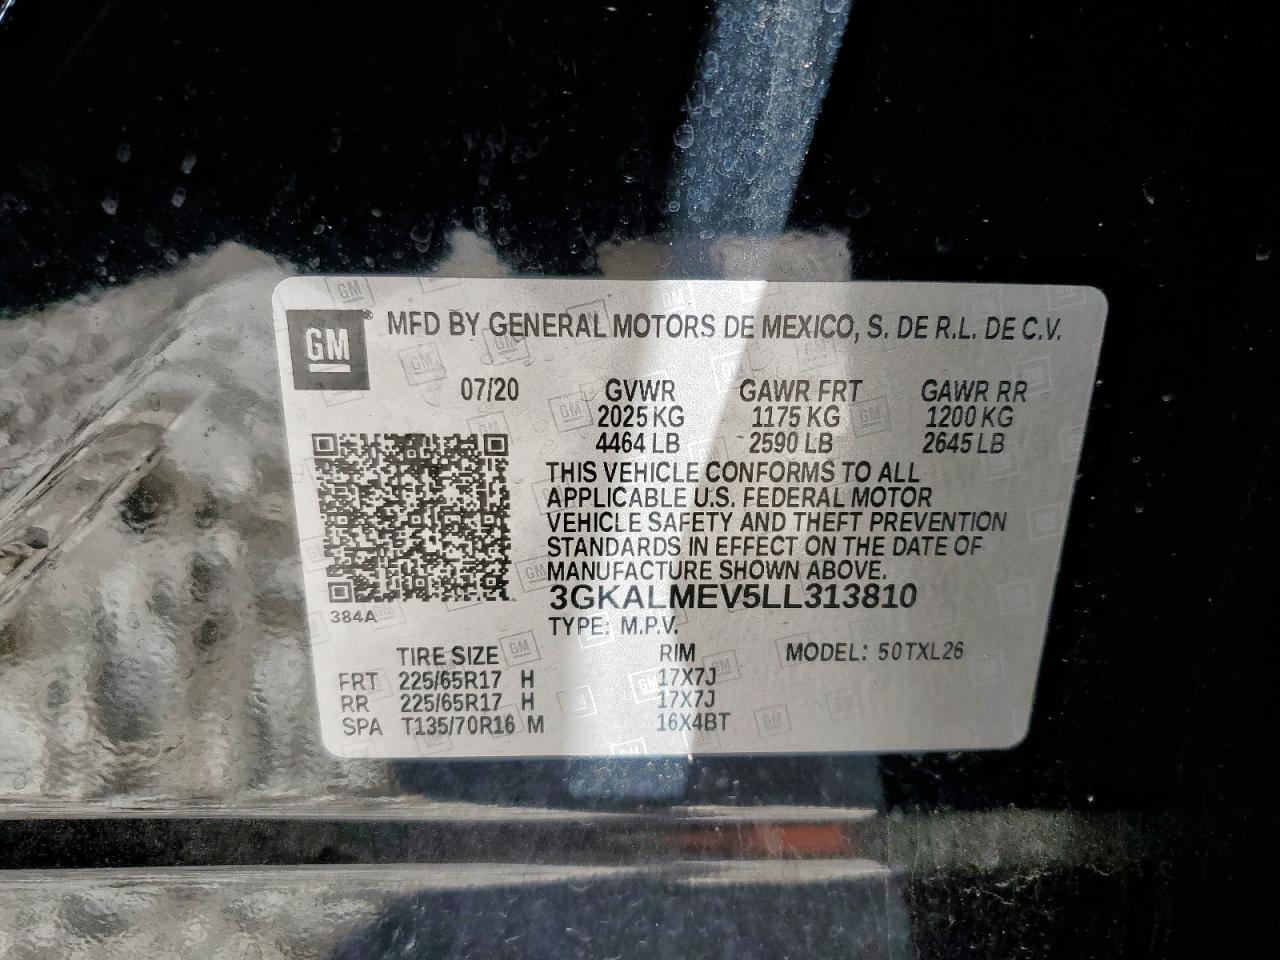 GM® MFD BY GENERAL MOTORS DE MEXICO, S. DE R.L. DE C.V.
07/20 GVWR GAWR FRT GAWR RR
2025 KG 1175 KG 1200 KG
4464 LB 2590 LB 2645 LB
THIS VEHICLE CONFORMS TO ALL
APPLICABLE U.S. FEDERAL MOTOR
VEHICLE SAFETY AND THEFT PREVENTION
STANDARDS IN EFFECT ON THE DATE OF
MANUFACTURE SHOWN ABOVE.
3GKALMEV5LL313810
384A
TYPE: M.P.V.
TIRE SIZE RIM MODEL: 50TXL26
FRT 225/65R17 H 17X7J
RR 225/65R17 H 17X7J
SPA T135/70R16 M 16X4BT